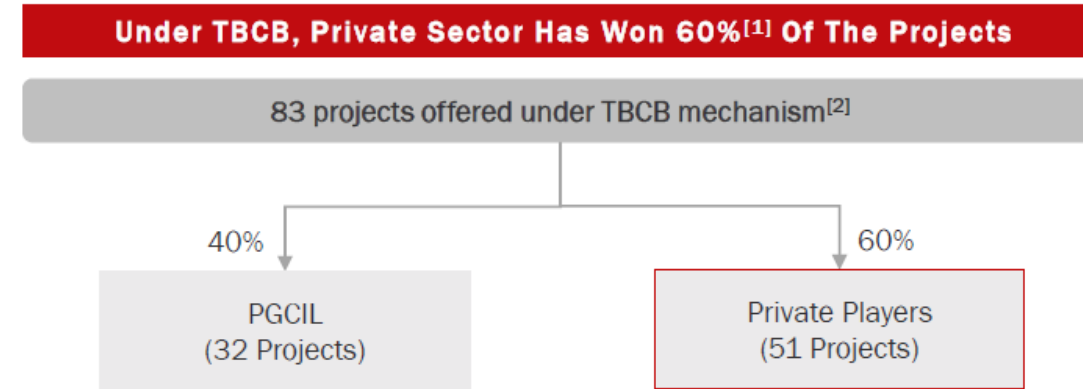 Under TBCB, Private Sector Has Won 60%[1] Of The Projects
83 projects offered under TBCB mechanism[2]
40%
60%
PGCIL
(32 Projects)
Private Players
(51 Projects)